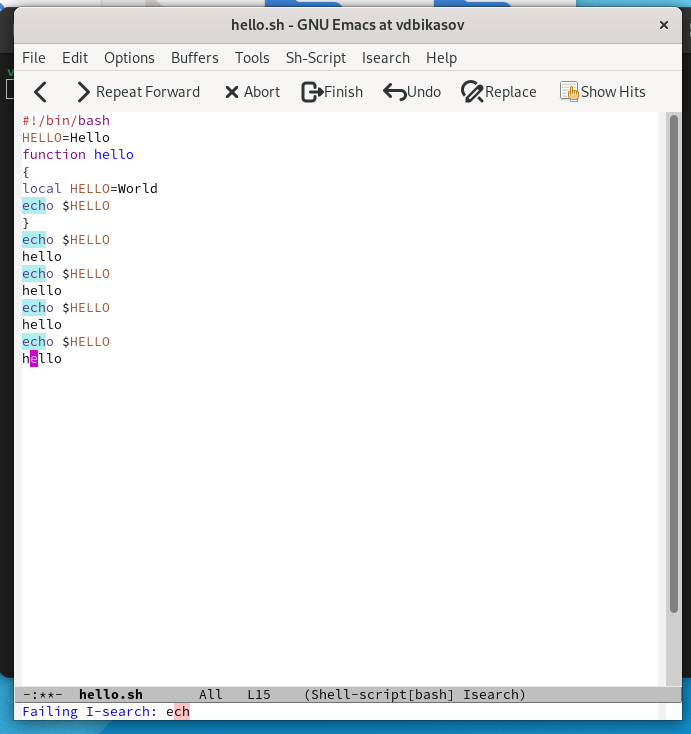 hello.sh - GNU Emacs at vdbikasov
File Edit Options Buffers Tools Sh-Script Isearch Help
Repeat Forward Abort Finish Undo Replace Show Hits
#!/bin/bash
HELLO=Hello
function hello
{
local HELLO=World
echo $HELLO
}
echo $HELLO
hello
echo $HELLO
hello
echo $HELLO
hello
echo $HELLO
hello
-:**- hello.sh All L15 (Shell-script[bash] Isearch)
Failing I-search: ech